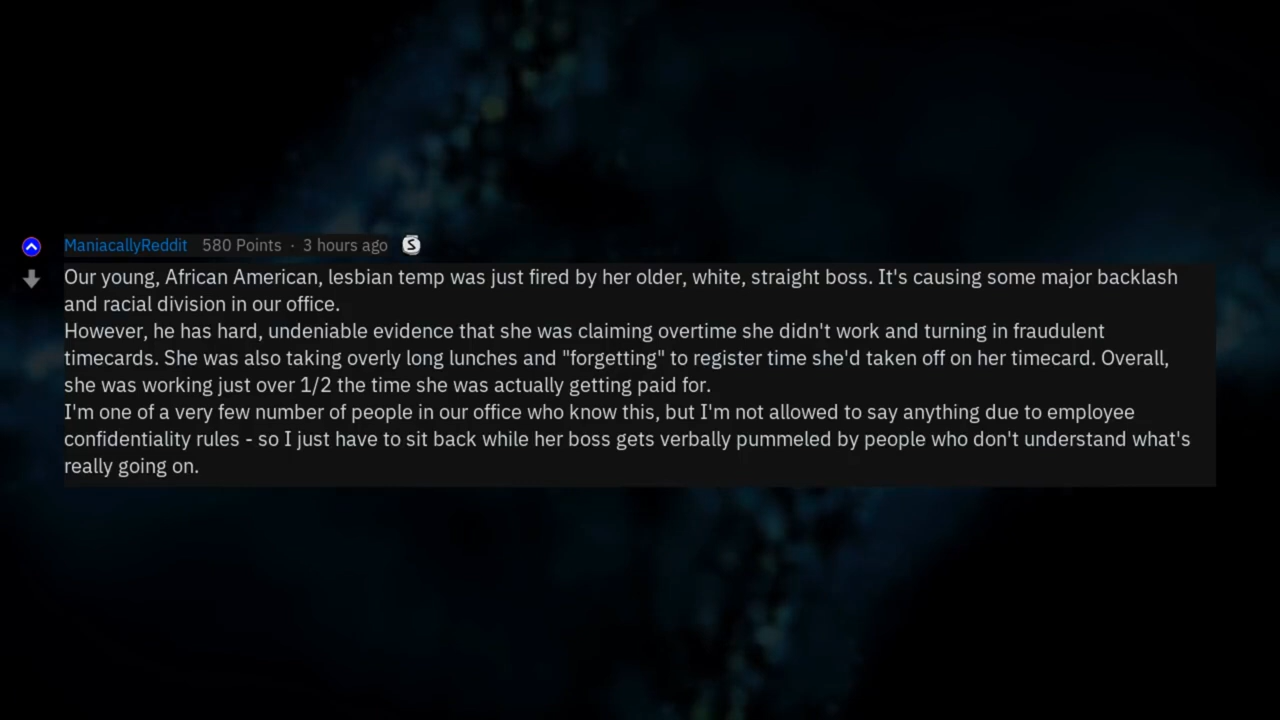 ManiacallyReddit 580 Points · 3 hours ago S
Our young, African American, lesbian temp was just fired by her older, white, straight boss. It's causing some major backlash
and racial division in our office.
However, he has hard, undeniable evidence that she was claiming overtime she didn't work and turning in fraudulent
timecards. She was also taking overly long lunches and "forgetting" to register time she'd taken off on her timecard. Overall,
she was working just over 1/2 the time she was actually getting paid for.
I'm one of a very few number of people in our office who know this, but I'm not allowed to say anything due to employee
confidentiality rules - so I just have to sit back while her boss gets verbally pummeled by people who don't understand what's
really going on.